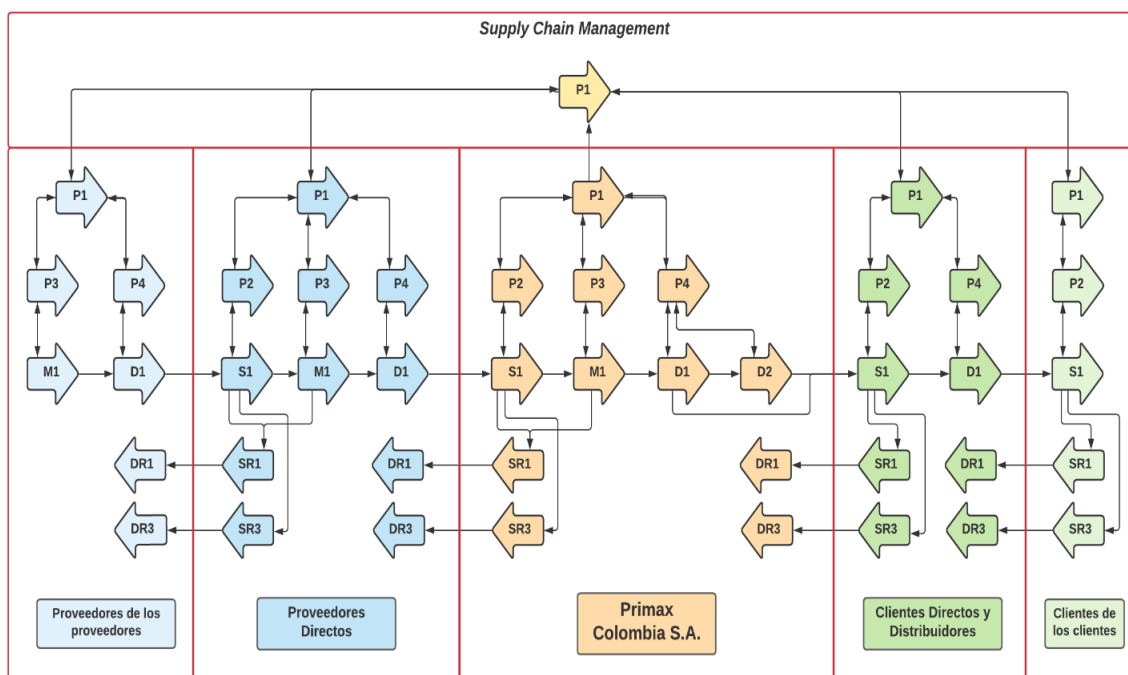 Supply Chain Management
P1
P1
P1
P1
P1
P1
P3
P4
P2
P3
P4
P2
P3
P4
P2
P4
P2
M1
D1
S1
M1
D1
S1
M1
D1
D2
S1
D1
S1
DR1
SR1
DR1
SR1
DR1
SR1
DR1
SR1
DR3
SR3
DR3
SR3
DR3
SR3
DR3
SR3
Proveedores de los
proveedores
Proveedores
Directos
Primax
Colombia S.A.
Clientes Directos y
Distribuidores
Clientes de
los clientes